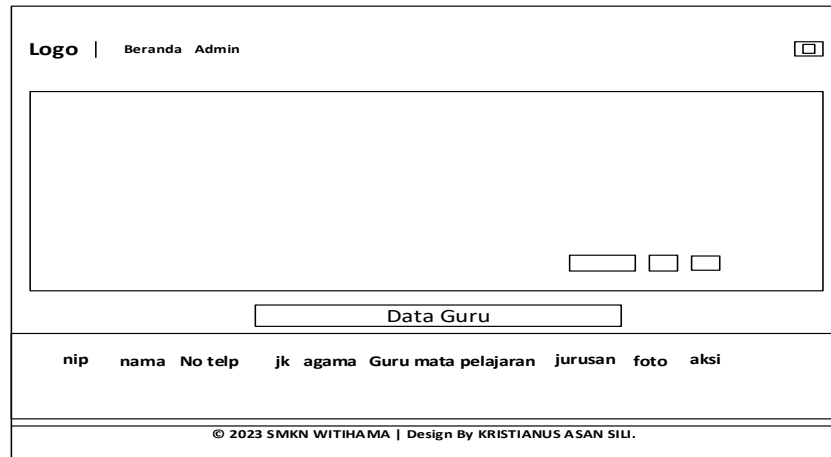 Logo | Beranda Admin
Data Guru
nip nama No telp jk agama Guru mata pelajaran jurusan foto aksi
© 2023 SMKN WITIHAMA | Design By KRISTIANUS ASAN SILI.